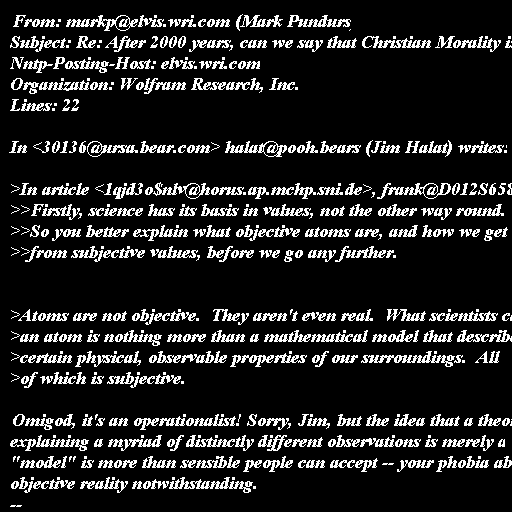 From: markp@elvis.wri.com (Mark Pundurs
Subject: Re: After 2000 years, can we say that Christian Morality
Nntp-Posting-Host: elvis.wri.com
Organization: Wolfram Research, Inc.
Lines: 22
In <30136@ursa.bear.com> halat@pooh.bears (Jim Halat) writes:
>In article <1qjd3o$nlv@horus.ap.mchp.sni.de>, frank@D012S658
>>Firstly, science has its basis in values, not the other way round.
>>So you better explain what objective atoms are, and how we get
>>from subjective values, before we go any further.
>Atoms are not objective. They aren't even real. What scientists
>an atom is nothing more than a mathematical model that
>certain physical, observable properties of our surroundings. All
>of which is subjective.
Omigod, it's an operationalist! Sorry, Jim, but the idea that a
explaining a myriad of distinctly different observations is merely a
"model" is more than sensible people can accept -- your phobia
objective reality notwithstanding.
--